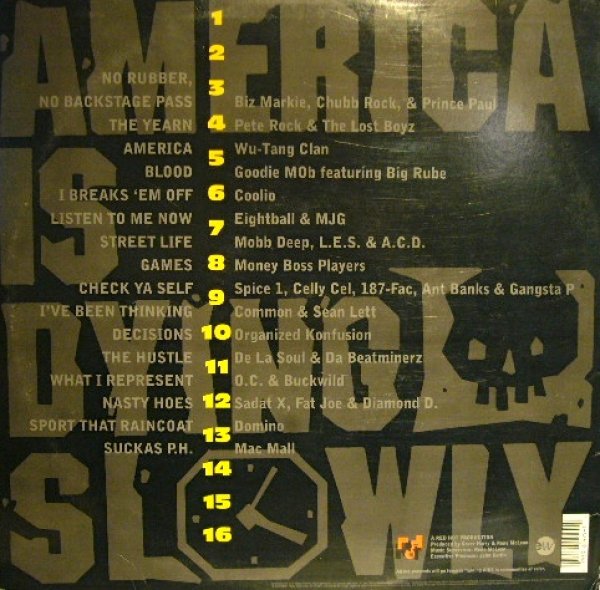 AMERICA
IS
DYING
SLOWLY
1
2
NO RUBBER,
3
NO BACKSTAGE PASS Biz Markie, Chubb Rock, & Prince Paul
THE YEARN 4 Pete Rock & The Lost Boyz
AMERICA Wu-Tang Clan
5
BLOOD Goodie MOb featuring Big Rube
I BREAKS 'EM OFF 6 Coolio
LISTEN TO ME NOW Eightball & MJG
7
STREET LIFE Mobb Deep, L.E.S. & A.C.D.
GAMES 8 Money Boss Players
CHECK YA SELF Spice 1, Celly Cel, 187-Fac, Ant Banks & Gangsta P
9
I'VE BEEN THINKING Common & Sean Lett
DECISIONS 10 Organized Konfusion
THE HUSTLE De La Soul & Da Beatminerz
11
WHAT I REPRESENT O.C. & Buckwild
NASTY HOES 12 Sadat X, Fat Joe & Diamond D.
SPORT THAT RAINCOAT Domino
13
SUCKAS P.H. Mac Mall
14
15
16
A RED HOT PRODUCTION